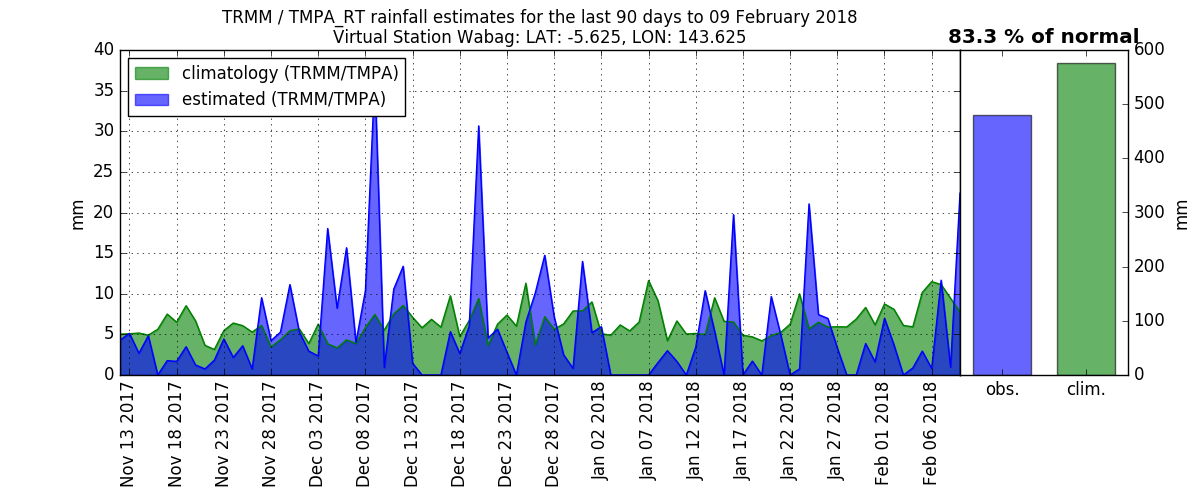 TRMM / TMPA_RT rainfall estimates for the last 90 days to 09 February 2018
Virtual Station Wabag: LAT: -5.625, LON: 143.625
83.3 % of normal
climatology (TRMM/TMPA)
estimated (TRMM/TMPA)
40
35
30
25
20
15
10
5
0
mm
600
500
400
300
200
100
0
mm
obs.
clim.
Nov 13 2017
Nov 18 2017
Nov 23 2017
Nov 28 2017
Dec 03 2017
Dec 08 2017
Dec 13 2017
Dec 18 2017
Dec 23 2017
Dec 28 2017
Jan 02 2018
Jan 07 2018
Jan 12 2018
Jan 17 2018
Jan 22 2018
Jan 27 2018
Feb 01 2018
Feb 06 2018